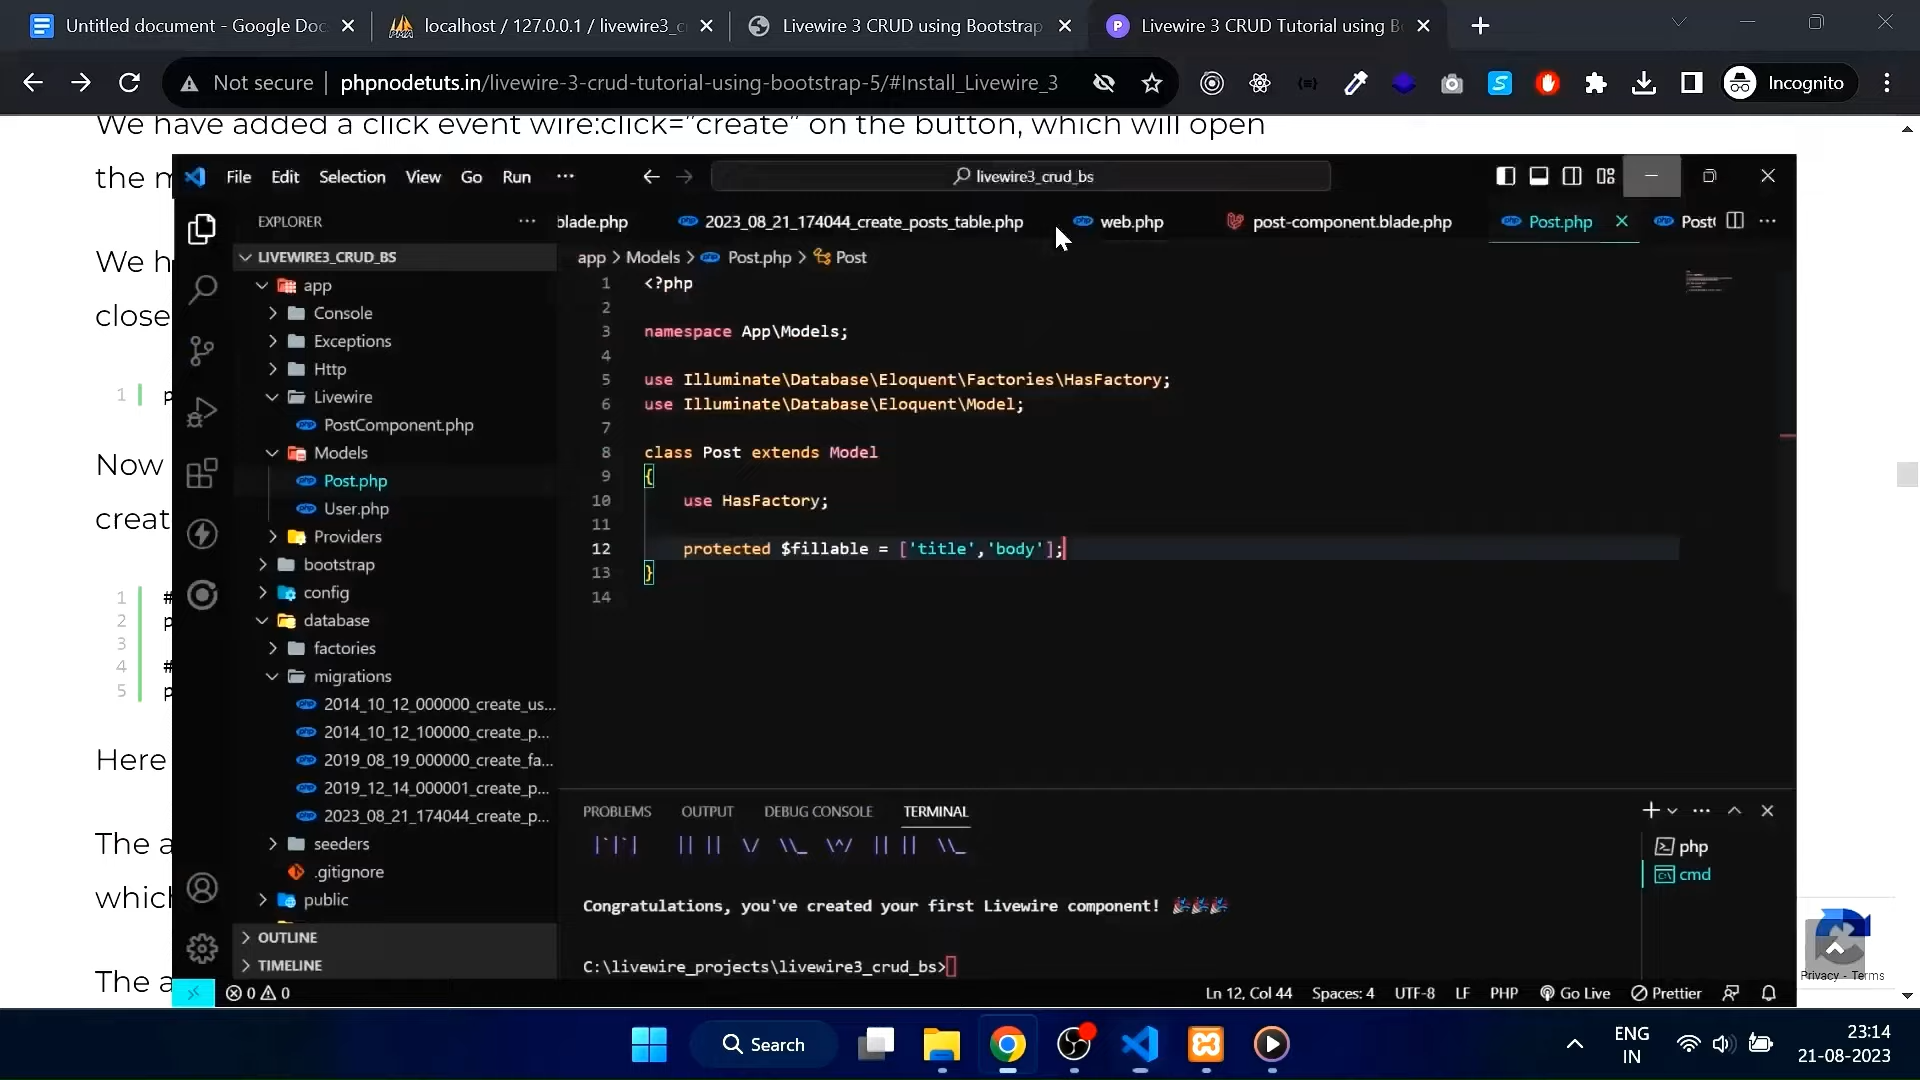 Untitled document - Google Doc
localhost / 127.0.0.1 / livewire3_c
Livewire 3 CRUD using Bootstrap
Livewire 3 CRUD Tutorial using B
Not secure
phpnodetuts.in/livewire-3-crud-tutorial-using-bootstrap-5/#Install_Livewire_3
Incognito
We have added a click event wire:click="create" on the button, which will open
the m
We h
close
1 p
Now
creat
1 #
2 p
3
4 #
5 p
Here
The a
which
The a
File Edit Selection View Go Run ···
livewire3_crud_bs
EXPLORER
LIVEWIRE3_CRUD_BS
app
Console
Exceptions
Http
Livewire
PostComponent.php
Models
Post.php
User.php
Providers
bootstrap
config
database
factories
migrations
2014_10_12_000000_create_us...
2014_10_12_100000_create_p...
2019_08_19_000000_create_fa...
2019_12_14_000001_create_p...
2023_08_21_174044_create_p...
seeders
.gitignore
public
OUTLINE
TIMELINE
blade.php
2023_08_21_174044_create_posts_table.php
web.php
post-component.blade.php
Post.php
Post
app > Models > Post.php > Post
1 <?php
2
3 namespace App\Models;
4
5 use Illuminate\Database\Eloquent\Factories\HasFactory;
6 use Illuminate\Database\Eloquent\Model;
7
8 class Post extends Model
9 {
10 use HasFactory;
11
12 protected $fillable = ['title','body'];
13 }
14
PROBLEMS OUTPUT DEBUG CONSOLE TERMINAL
php
cmd
Congratulations, you've created your first Livewire component! 🎉🎉🎉
C:\livewire_projects\livewire3_crud_bs>
0 0
Ln 12, Col 44 Spaces: 4 UTF-8 LF PHP Go Live Prettier
Privacy - Terms
Search
ENG
IN
23:14
21-08-2023